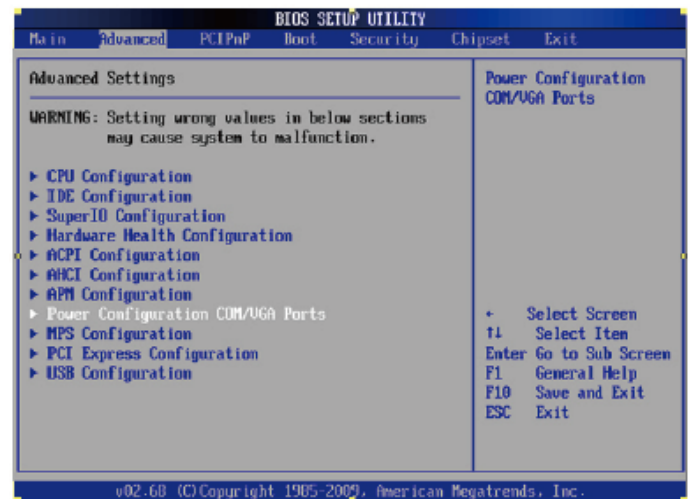 BIOS SETUP UTILITY
Main Advanced PCIPnP Boot Security Chipset Exit
Advanced Settings
WARNING: Setting wrong values in below sections
may cause system to malfunction.
▶ CPU Configuration
▶ IDE Configuration
▶ SuperIO Configuration
▶ Hardware Health Configuration
▶ ACPI Configuration
▶ AHCI Configuration
▶ APM Configuration
▶ Power Configuration COM/VGA Ports
▶ MPS Configuration
▶ PCI Express Configuration
▶ USB Configuration
Power Configuration
COM/VGA Ports
← Select Screen
↑↓ Select Item
Enter Go to Sub Screen
F1 General Help
F10 Save and Exit
ESC Exit
v02.68 (C)Copyright 1985-2009, American Megatrends, Inc.